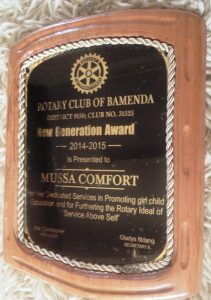 ROTARY CLUB OF BAMENDA
DISTRICT 9150: CLUB NO. 31525
New Generation Award
2014-2015
Is Presented to
MUSSA COMFORT
for Her Dedicated Services in Promoting girl child
Education and for Furthering the Rotary Ideal of
'Service Above Self'
Gladys Ndang
SECRETARY